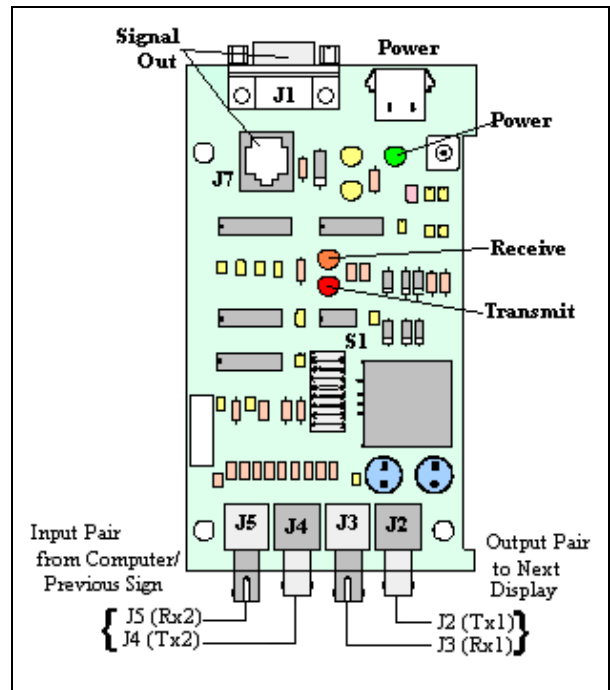 Signal
Out
Power
J1
Power
J7
Receive
Transmit
S1
J5
J4
J3
J2
Input Pair
from Computer/
Previous Sign
Output Pair
to Next
Display
{ J5 (Rx2)
J4 (Tx2)
J2 (Tx1) }
J3 (Rx1)